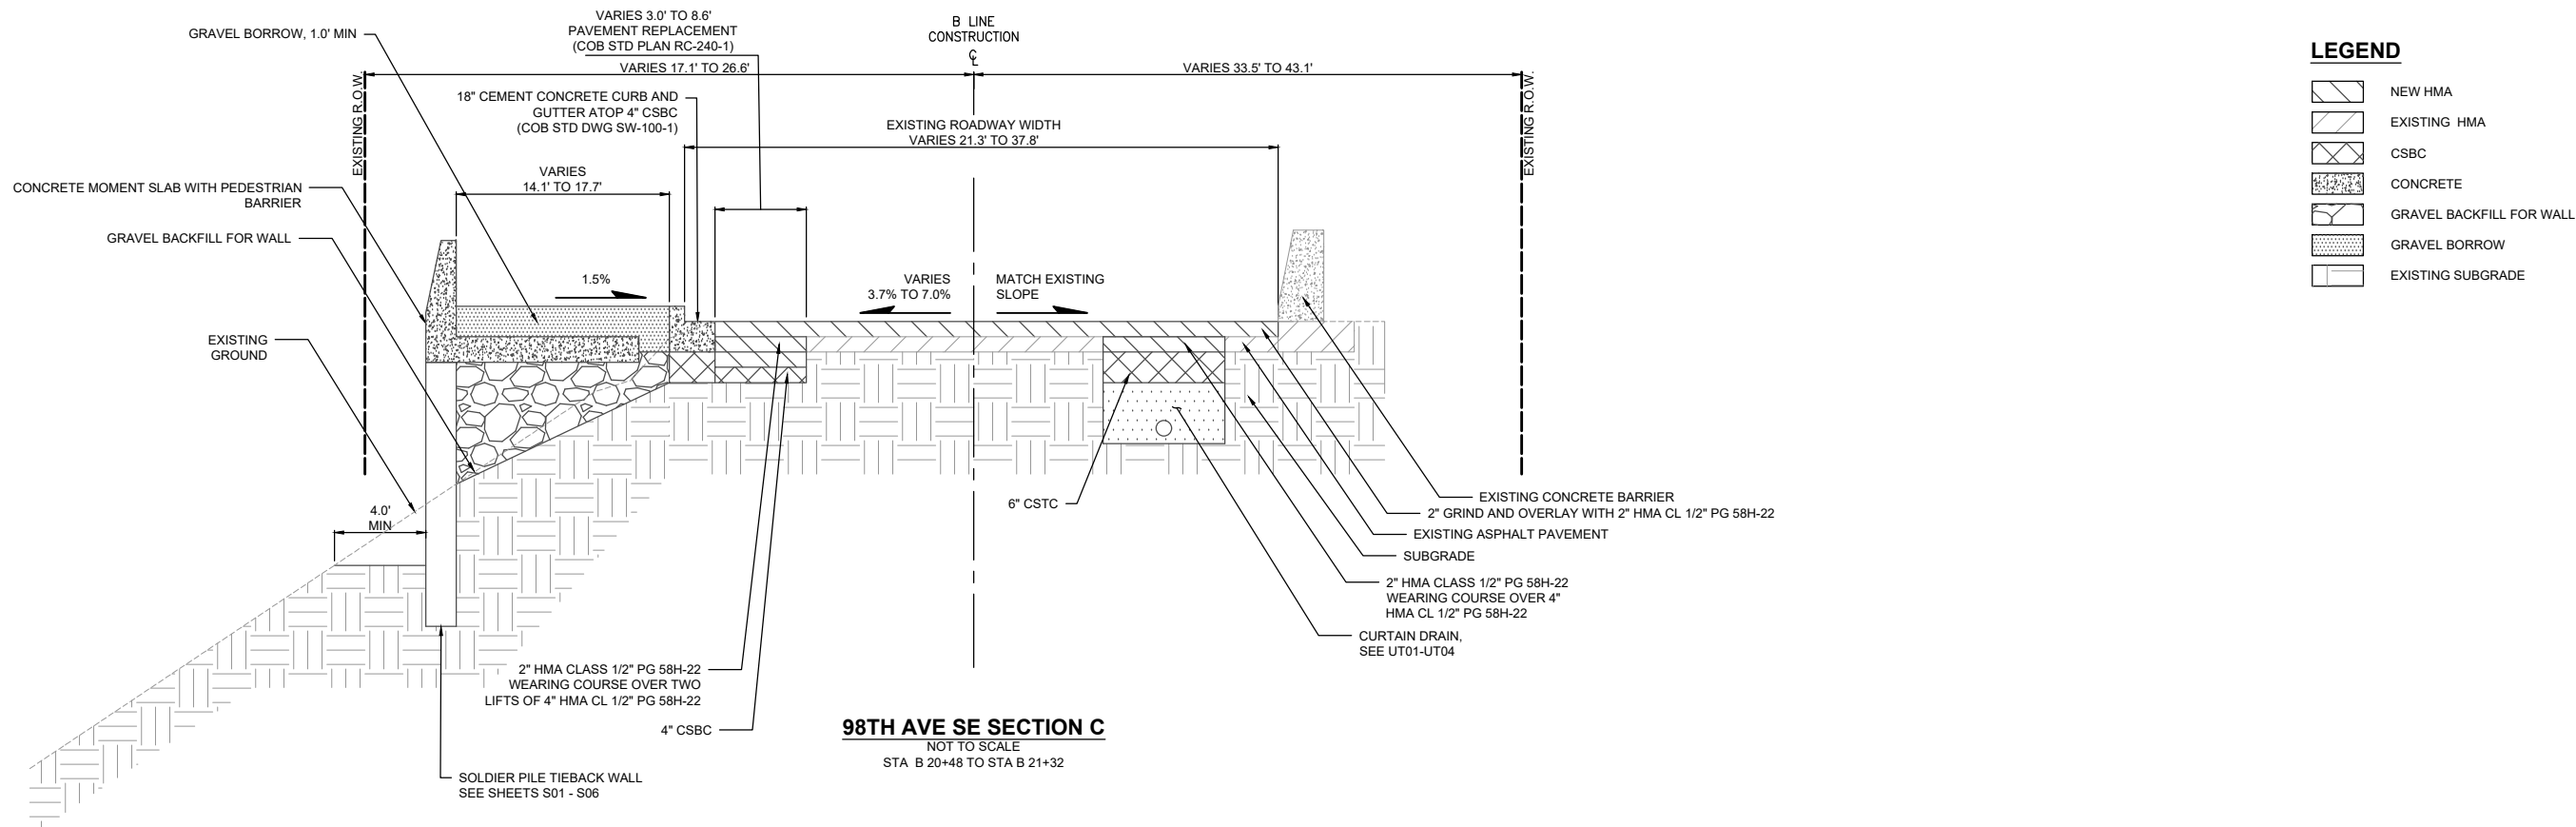 VARIES 3.0' TO 8.6'
PAVEMENT REPLACEMENT
(COB STD PLAN RC-240-1)
B LINE
CONSTRUCTION
℄
GRAVEL BORROW, 1.0' MIN
VARIES 17.1' TO 26.6'
VARIES 33.5' TO 43.1'
EXISTING R.O.W.
EXISTING R.O.W.
18" CEMENT CONCRETE CURB AND
GUTTER ATOP 4" CSBC
(COB STD DWG SW-100-1)
EXISTING ROADWAY WIDTH
VARIES 21.3' TO 37.8'
VARIES
14.1' TO 17.7'
CONCRETE MOMENT SLAB WITH PEDESTRIAN
BARRIER
GRAVEL BACKFILL FOR WALL
1.5%
VARIES
3.7% TO 7.0%
MATCH EXISTING
SLOPE
EXISTING
GROUND
4.0'
MIN
6" CSTC
EXISTING CONCRETE BARRIER
2" GRIND AND OVERLAY WITH 2" HMA CL 1/2" PG 58H-22
EXISTING ASPHALT PAVEMENT
SUBGRADE
2" HMA CLASS 1/2" PG 58H-22
WEARING COURSE OVER 4"
HMA CL 1/2" PG 58H-22
CURTAIN DRAIN,
SEE UT01-UT04
2" HMA CLASS 1/2" PG 58H-22
WEARING COURSE OVER TWO
LIFTS OF 4" HMA CL 1/2" PG 58H-22
4" CSBC
SOLDIER PILE TIEBACK WALL
SEE SHEETS S01 - S06
98TH AVE SE SECTION C
NOT TO SCALE
STA B 20+48 TO STA B 21+32
LEGEND
NEW HMA
EXISTING HMA
CSBC
CONCRETE
GRAVEL BACKFILL FOR WALL
GRAVEL BORROW
EXISTING SUBGRADE